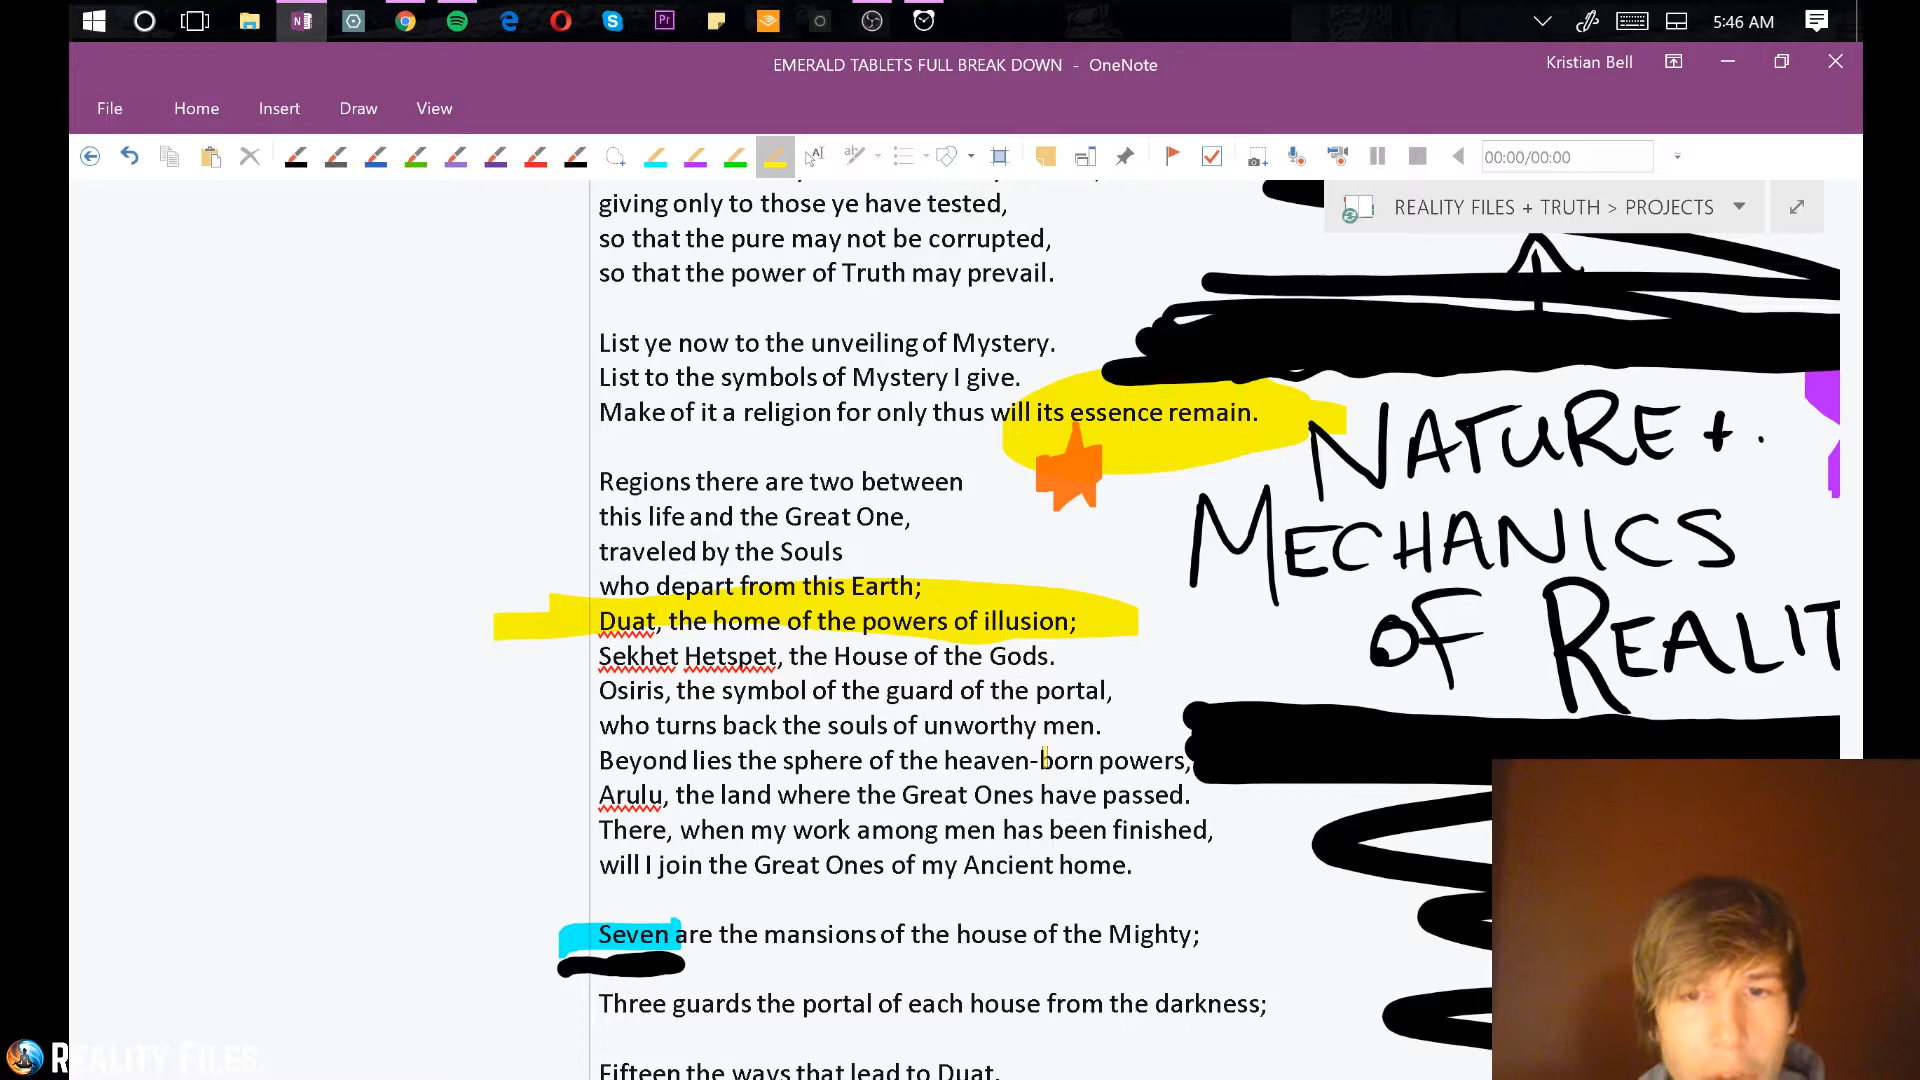 5:46 AM
EMERALD TABLETS FULL BREAK DOWN - OneNote
Kristian Bell
File Home Insert Draw View
00:00/00:00
REALITY FILES + TRUTH > PROJECTS
giving only to those ye have tested,
so that the pure may not be corrupted,
so that the power of Truth may prevail.
List ye now to the unveiling of Mystery.
List to the symbols of Mystery I give.
Make of it a religion for only thus will its essence remain.
Regions there are two between
this life and the Great One,
traveled by the Souls
who depart from this Earth;
Duat, the home of the powers of illusion;
Sekhet Hetspet, the House of the Gods.
Osiris, the symbol of the guard of the portal,
who turns back the souls of unworthy men.
Beyond lies the sphere of the heaven-born powers,
Arulu, the land where the Great Ones have passed.
There, when my work among men has been finished,
will I join the Great Ones of my Ancient home.
Seven are the mansions of the house of the Mighty;
Three guards the portal of each house from the darkness;
Fifteen the ways that lead to Duat.
NATURE +.
MECHANICS
OF REALIT
REALITY FILES